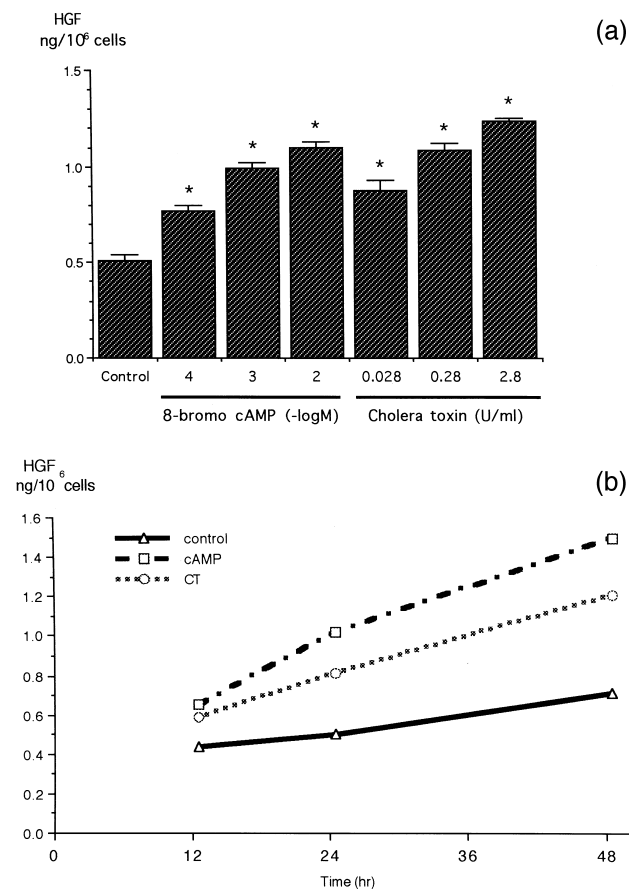 HGF
ng/10⁶ cells
(a)
1.5
1.0
0.5
0.0
* * * * * *
Control 4 3 2 0.028 0.28 2.8
8-bromo cAMP (-logM) Cholera toxin (U/ml)
HGF
ng/10⁶ cells
(b)
1.6
1.4
1.2
1.0
0.8
0.6
0.4
0.2
0.0
control
cAMP
CT
0 12 24 36 48
Time (hr)